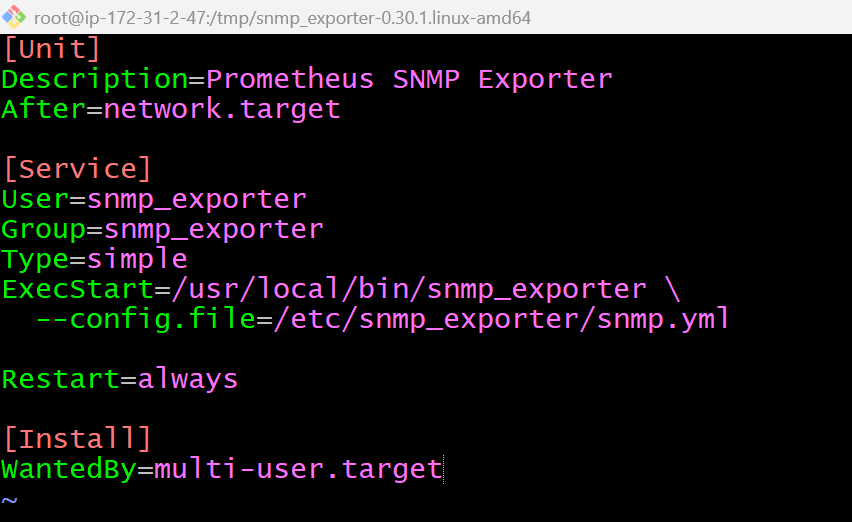 root@ip-172-31-2-47:/tmp/snmp_exporter-0.30.1.linux-amd64
[Unit]
Description=Prometheus SNMP Exporter
After=network.target
[Service]
User=snmp_exporter
Group=snmp_exporter
Type=simple
ExecStart=/usr/local/bin/snmp_exporter \
  --config.file=/etc/snmp_exporter/snmp.yml
Restart=always
[Install]
WantedBy=multi-user.target
~